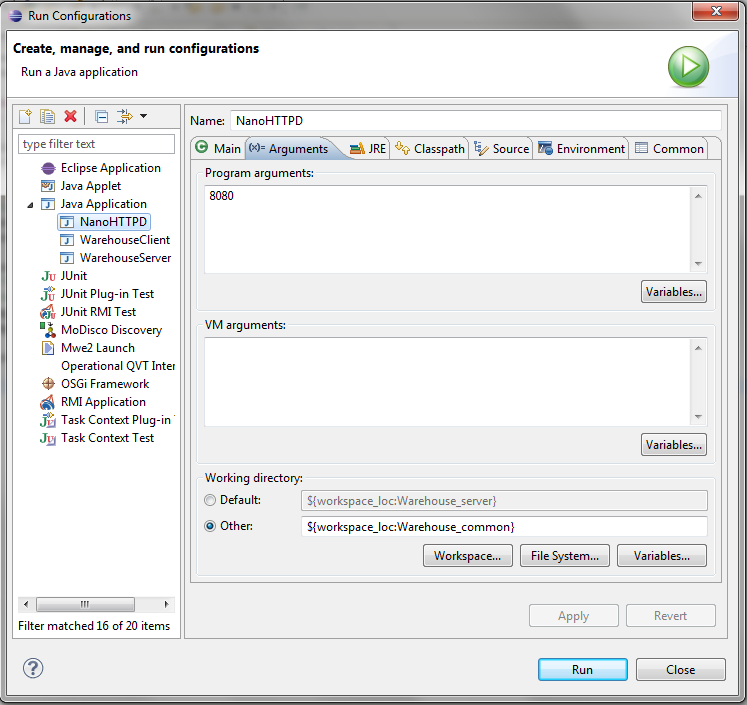 Run Configurations
Create, manage, and run configurations
Run a Java application
type filter text
Eclipse Application
Java Applet
Java Application
NanoHTTPD
WarehouseClient
WarehouseServer
JUnit
JUnit Plug-in Test
JUnit RMI Test
MoDisco Discovery
Mwe2 Launch
Operational QVT Inter
OSGi Framework
RMI Application
Task Context Plug-in
Task Context Test
Filter matched 16 of 20 items
Name: NanoHTTPD
Main (x)= Arguments JRE Classpath Source Environment Common
Program arguments:
8080
Variables...
VM arguments:
Variables...
Working directory:
Default: ${workspace_loc:Warehouse_server}
Other: ${workspace_loc:Warehouse_common}
Workspace... File System... Variables...
Apply Revert
Run Close